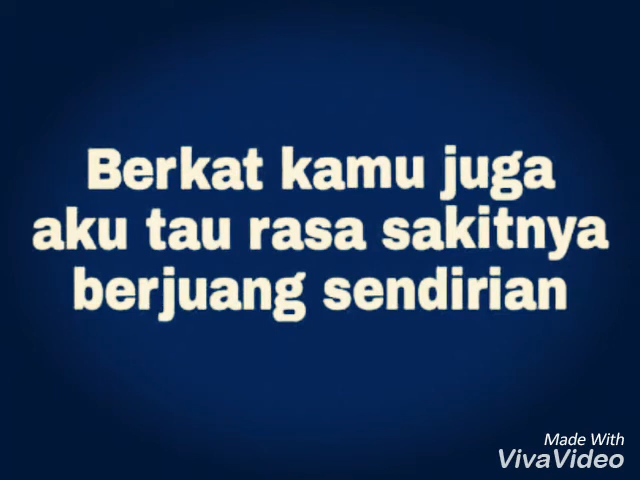 Berkat kamu juga
aku tau rasa sakitnya
berjuang sendirian
Made With
VivaVideo